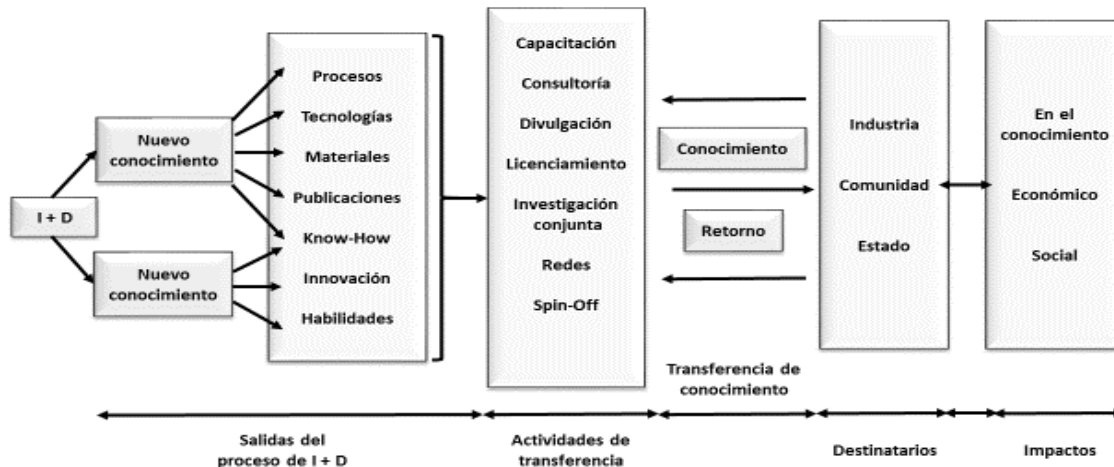 I + D
Nuevo
conocimiento
Nuevo
conocimiento
Procesos
Tecnologías
Materiales
Publicaciones
Know-How
Innovación
Habilidades
Capacitación
Consultoría
Divulgación
Licenciamiento
Investigación
conjunta
Redes
Spin-Off
Conocimiento
Retorno
Transferencia de
conocimiento
Industria
Comunidad
Estado
En el
conocimiento
Económico
Social
Salidas del
proceso de I + D
Actividades de
transferencia
Destinatarios
Impactos